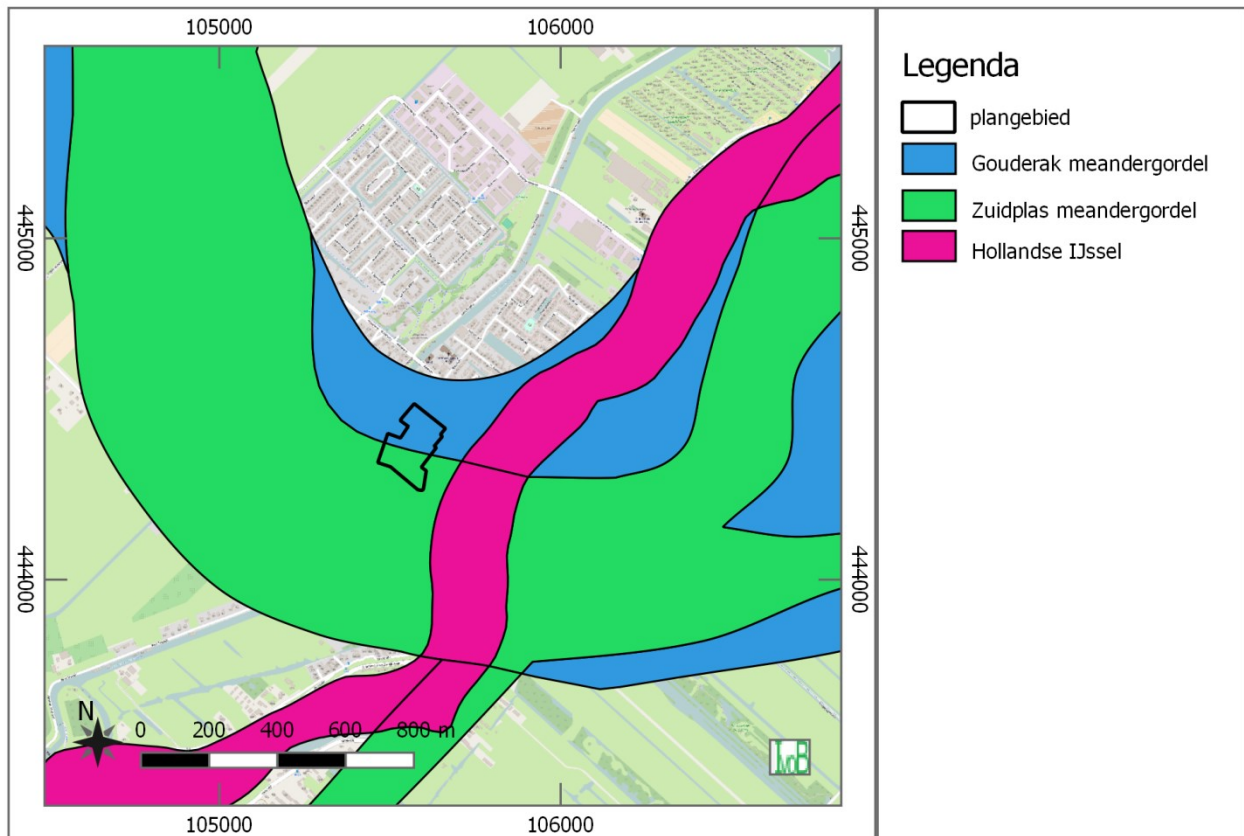 105000 106000
445000 445000
444000 444000
N
0 200 400 600 800 m
IvoB
105000 106000
Legenda
plangebied
Gouderak meandergordel
Zuidplas meandergordel
Hollandse IJssel